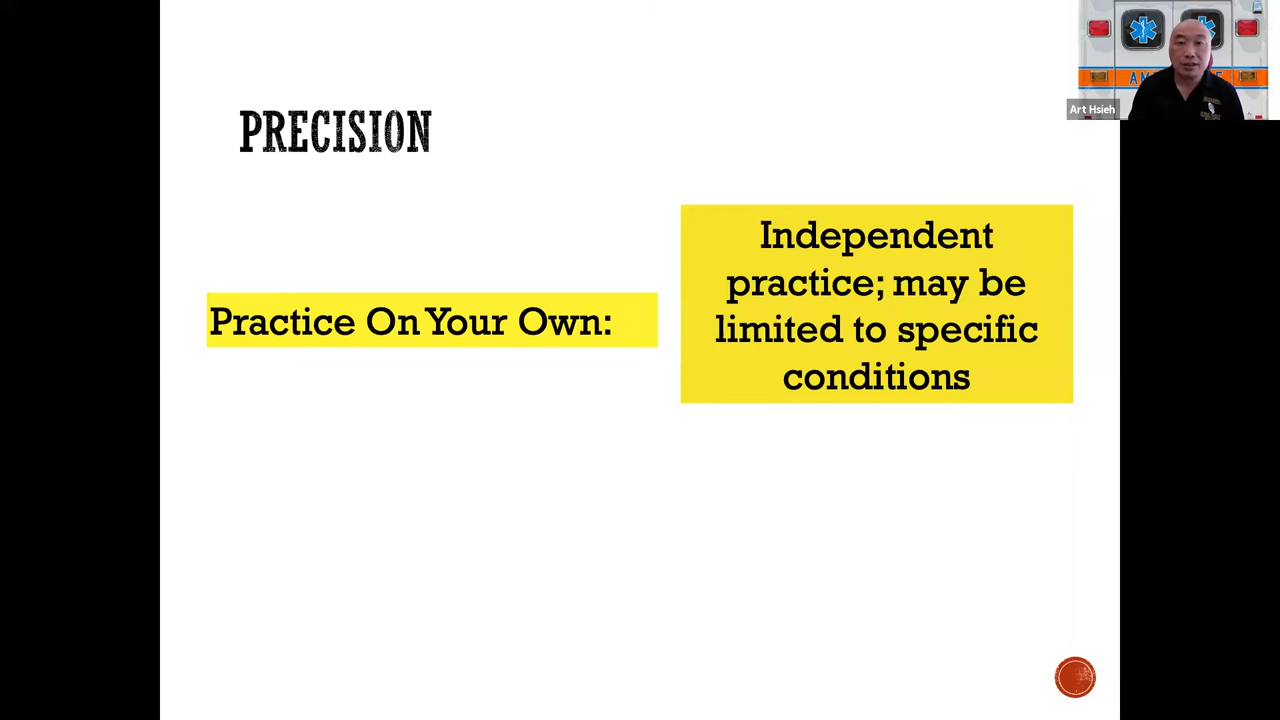 PRECISION
Practice On Your Own:
Independent
practice; may be
limited to specific
conditions
Art Hsieh